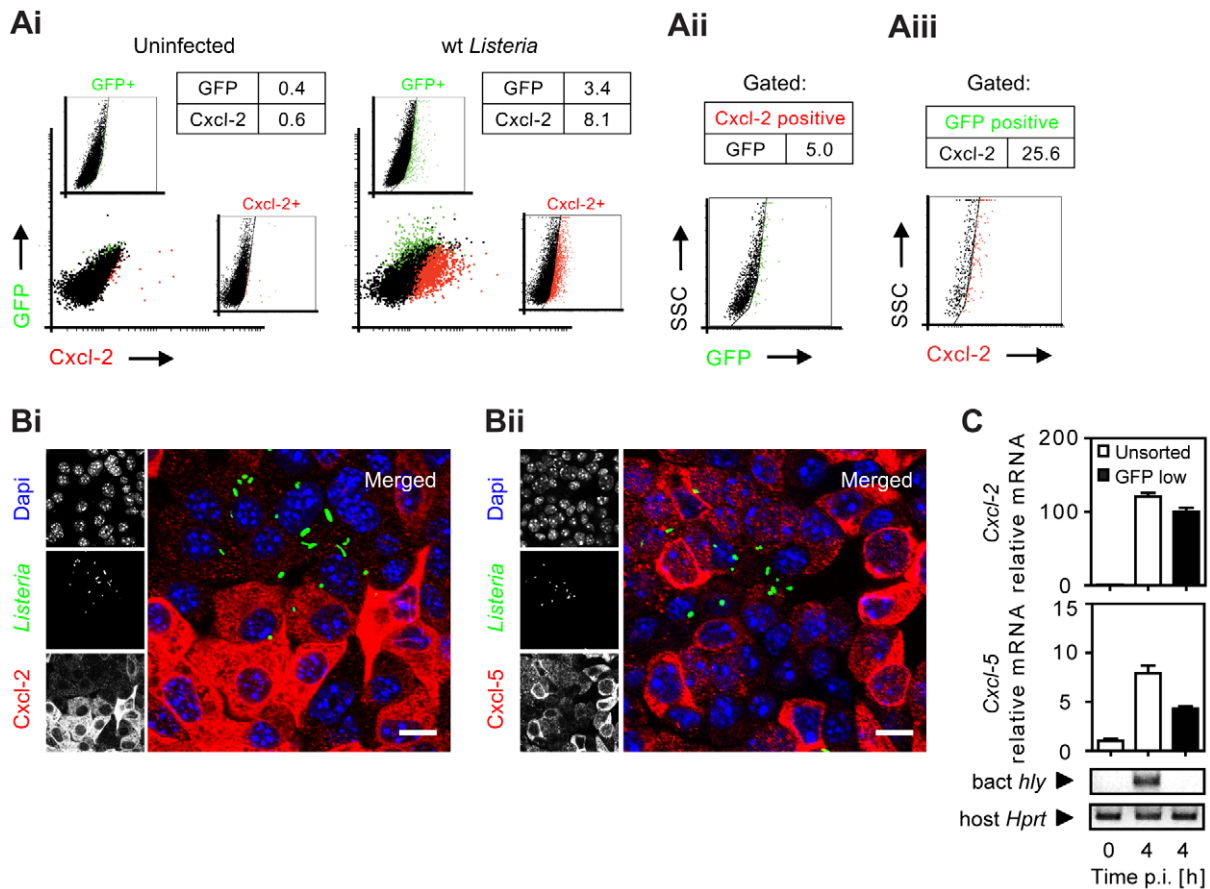 Ai
Uninfected
wt Listeria
GFP+
GFP 0.4
Cxcl-2 0.6
GFP+
GFP 3.4
Cxcl-2 8.1
Cxcl-2+
Cxcl-2+
GFP
Cxcl-2
Aii
Gated:
Cxcl-2 positive
GFP 5.0
SSC
GFP
Aiii
Gated:
GFP positive
Cxcl-2 25.6
SSC
Cxcl-2
Bi
Dapi
Listeria
Cxcl-2
Merged
Bii
Dapi
Listeria
Cxcl-5
Merged
C
Cxcl-2
relative mRNA
200
100
0
Unsorted
GFP low
Cxcl-5
relative mRNA
15
10
5
0
bact hly
host Hprt
0 4 4
Time p.i. [h]